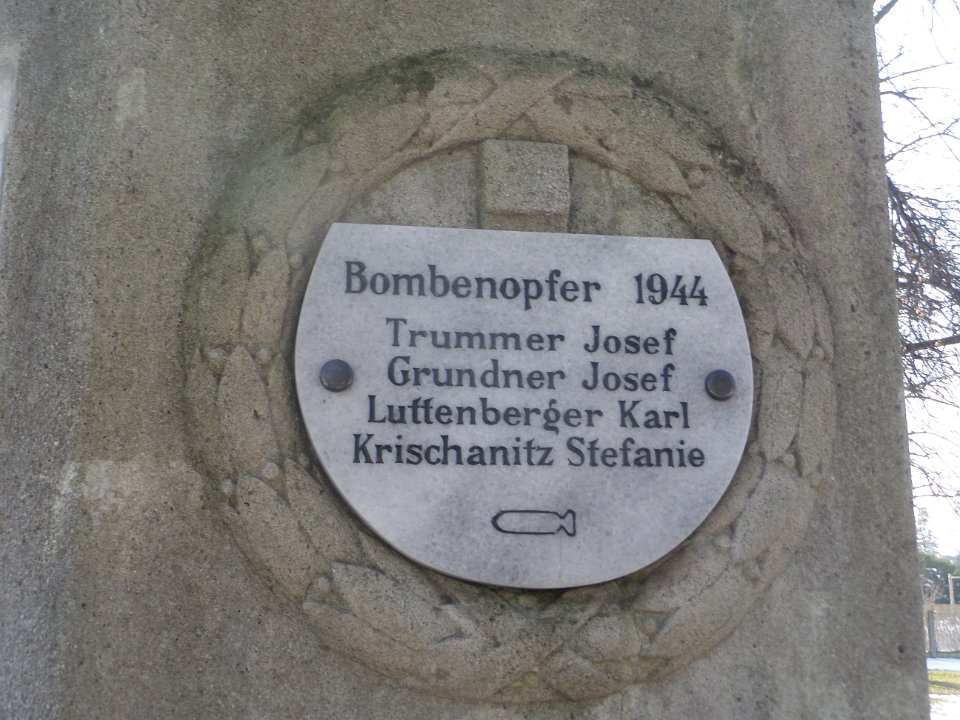 Bombenopfer 1944
Trummer Josef
Grundner Josef
Luttenberger Karl
Krischanitz Stefanie